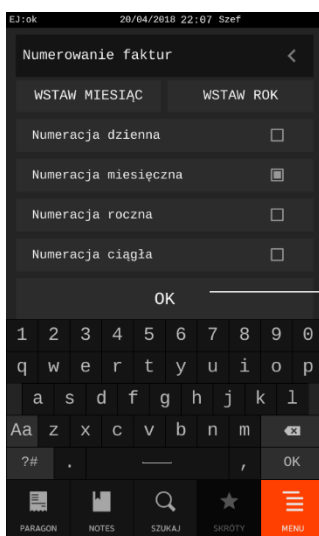 EJ:ok 20/04/2018 22:07 Szef
Numerowanie faktur <
WSTAW MIESIĄC WSTAW ROK
Numeracja dzienna
Numeracja miesięczna
Numeracja roczna
Numeracja ciągła
OK
1 2 3 4 5 6 7 8 9 0
q w e r t y u i o p
a s d f g h j k l
Aa z x c v b n m
?# . , OK
PARAGON NOTES SZUKAJ SKRÓTY MENU